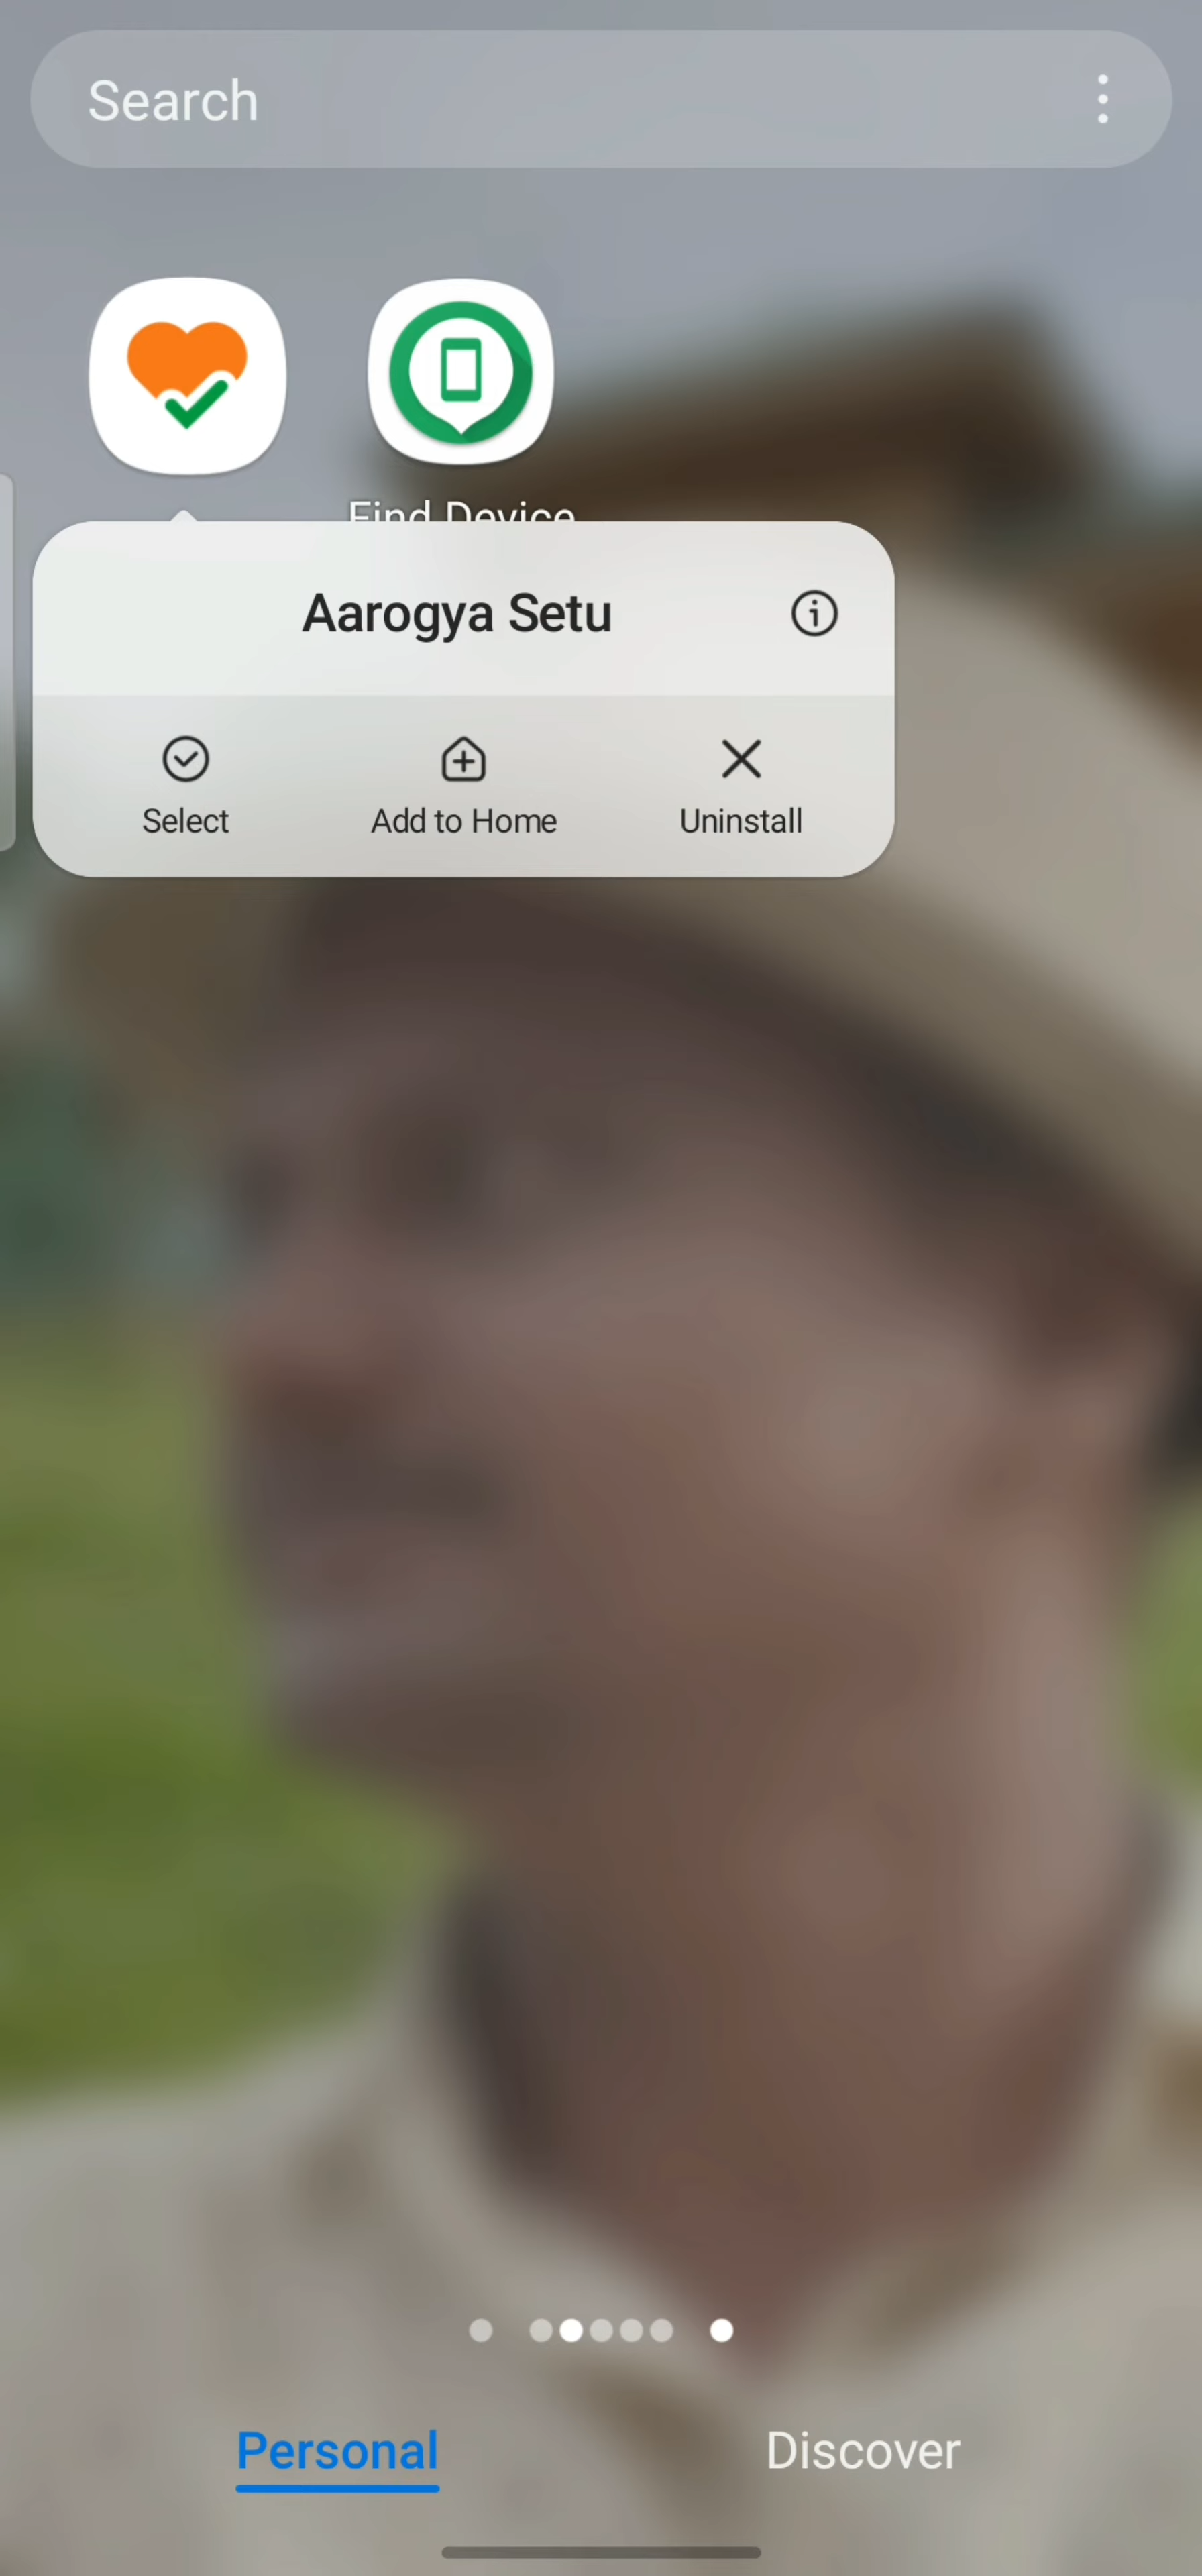 Search
Find Device
Aarogya Setu
Select
Add to Home
Uninstall
Personal
Discover